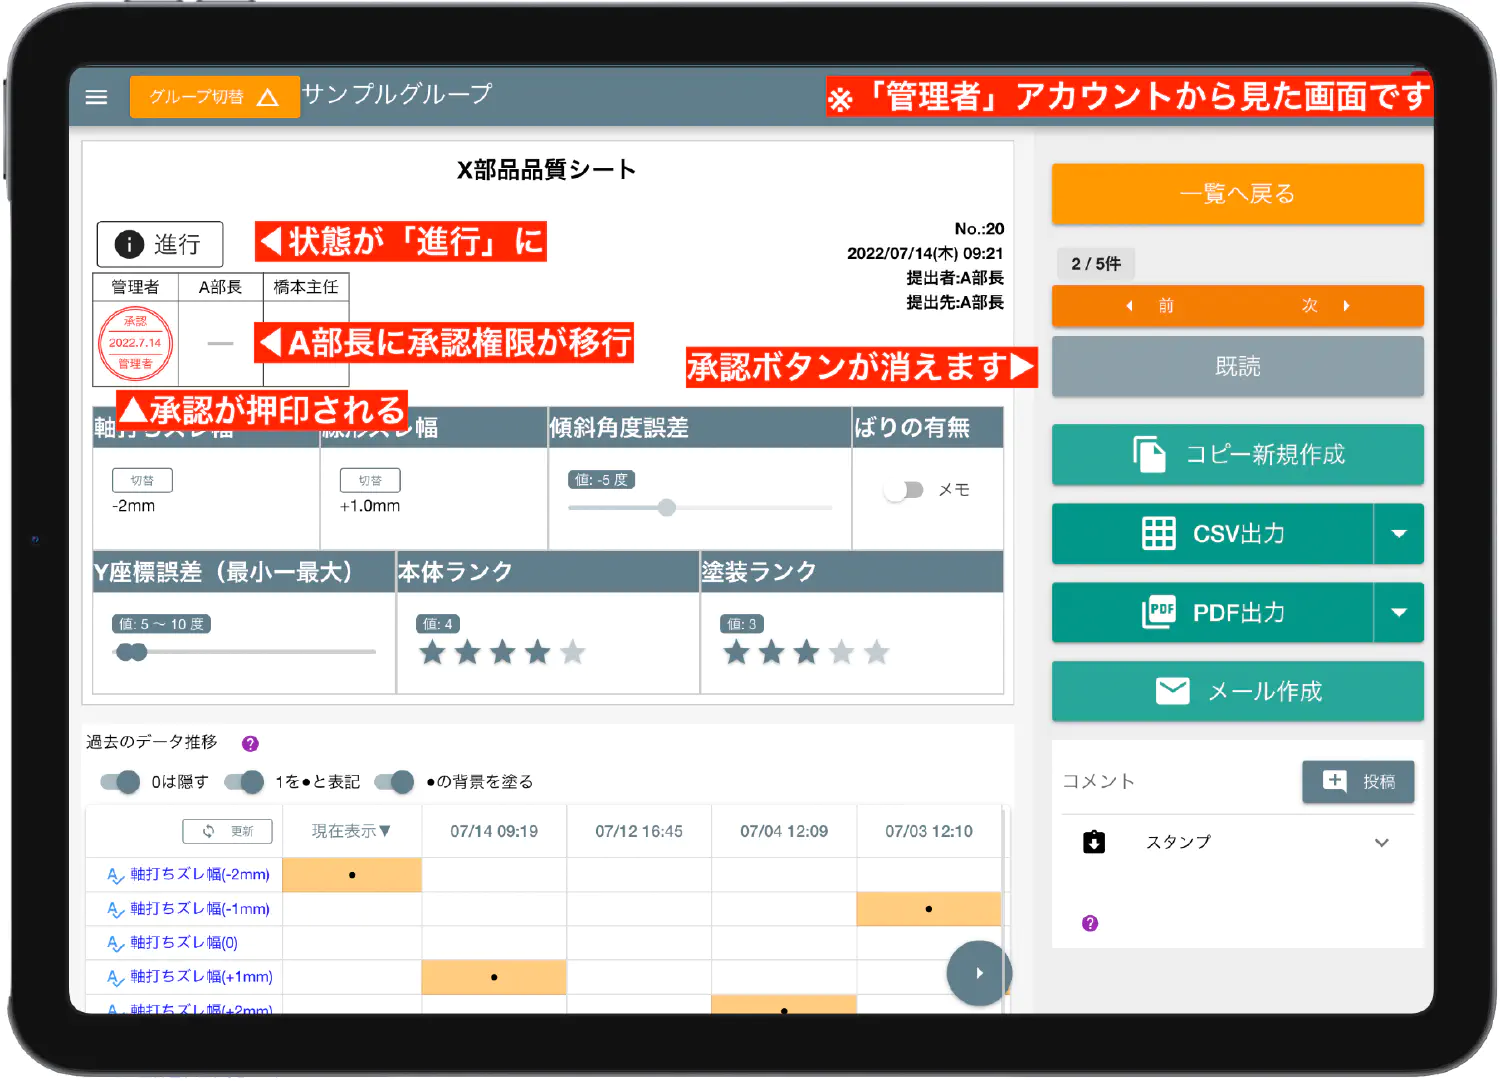 グループ切替
サンプルグループ
※「管理者」アカウントから見た画面です
X部品品質シート
進行
◀状態が「進行」に
No.:20
2022/07/14(木) 09:21
提出者:A部長
提出先:A部長
管理者 A部長 橋本主任
承認
2022.7.14
管理者
—
◀A部長に承認権限が移行
承認ボタンが消えます▶
▲承認が押印される
傾斜角度誤差 ばりの有無
切替
-2mm
切替
+1.0mm
値: -5 度
メモ
Y座標誤差（最小ー最大） 本体ランク 塗装ランク
値: 5 ～ 10 度
値: 4
値: 3
過去のデータ推移 ?
0は隠す 1を●と表記 ●の背景を塗る
更新 現在表示▼ 07/14 09:19 07/12 16:45 07/04 12:09 07/03 12:10
軸打ちズレ幅(-2mm) ●
軸打ちズレ幅(-1mm) ●
軸打ちズレ幅(0)
軸打ちズレ幅(+1mm) ●
軸打ちズレ幅(+2mm) ●
一覧へ戻る
2 / 5件
前 次
既読
コピー新規作成
CSV出力
PDF出力
メール作成
コメント
投稿
スタンプ
?